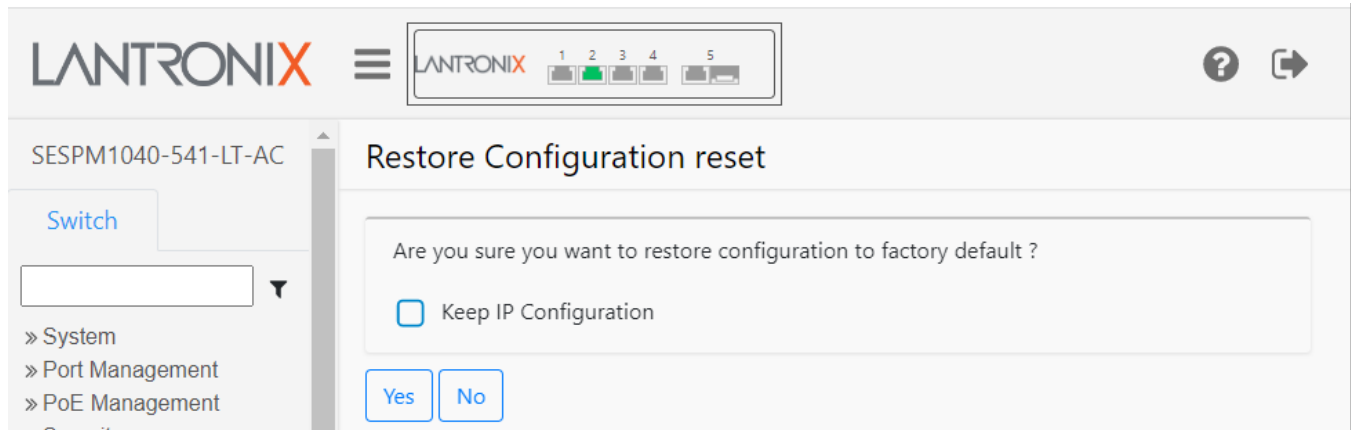 LANTRONIX
LANTRONIX 1 2 3 4 5
SESPM1040-541-LT-AC
Switch
» System
» Port Management
» PoE Management
Restore Configuration reset
Are you sure you want to restore configuration to factory default ?
Keep IP Configuration
Yes No